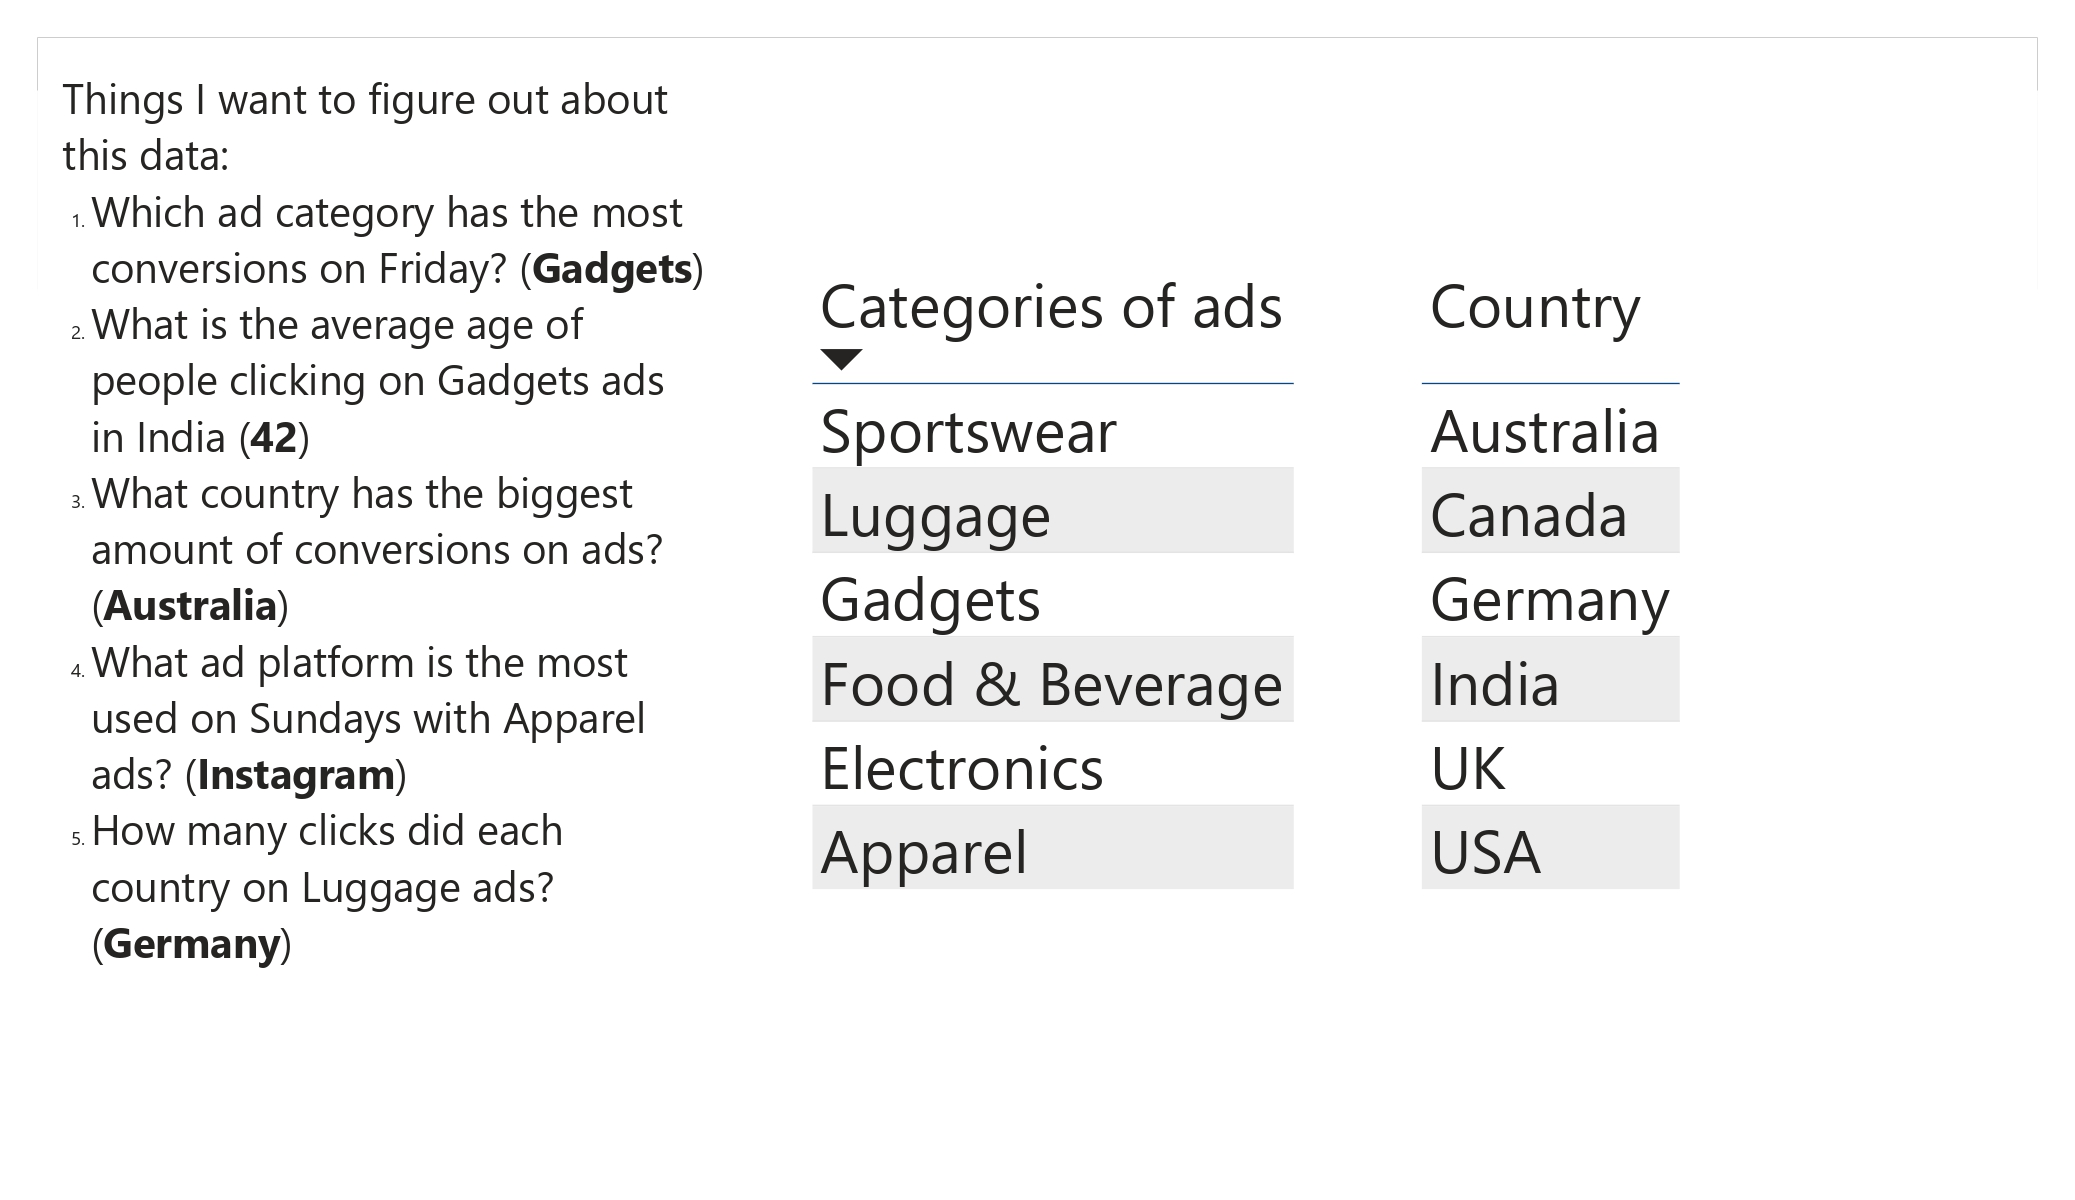 Things I want to figure out about
this data:
1. Which ad category has the most
conversions on Friday? (Gadgets)
2. What is the average age of
people clicking on Gadgets ads
in India (42)
3. What country has the biggest
amount of conversions on ads?
(Australia)
4. What ad platform is the most
used on Sundays with Apparel
ads? (Instagram)
5. How many clicks did each
country on Luggage ads?
(Germany)
Categories of ads
Sportswear
Luggage
Gadgets
Food & Beverage
Electronics
Apparel
Country
Australia
Canada
Germany
India
UK
USA